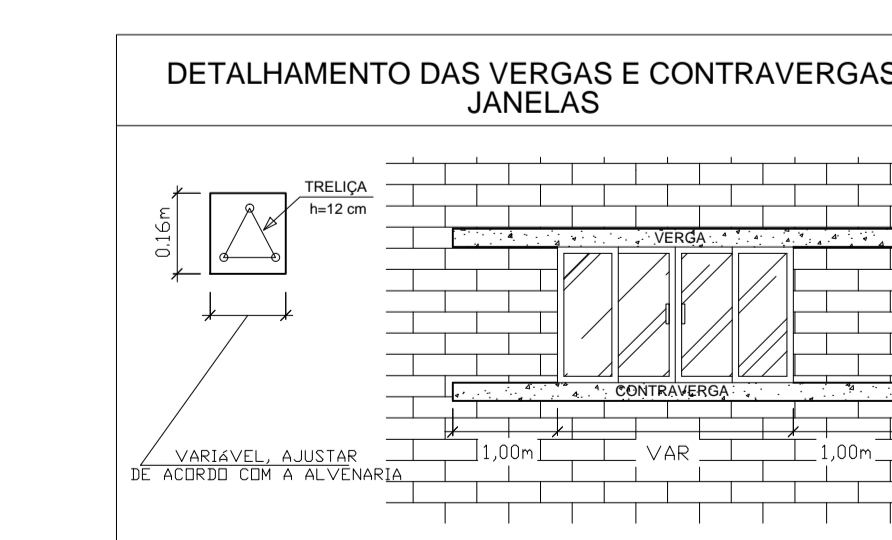 DETALHAMENTO DAS VERGAS E CONTRAVERGAS
JANELAS
TRELIÇA
h=12 cm
0.16m
VERGA
CONTRAVERGA
1,00m
VAR
1,00m
VARIÁVEL, AJUSTAR
DE ACORDO COM A ALVENARIA